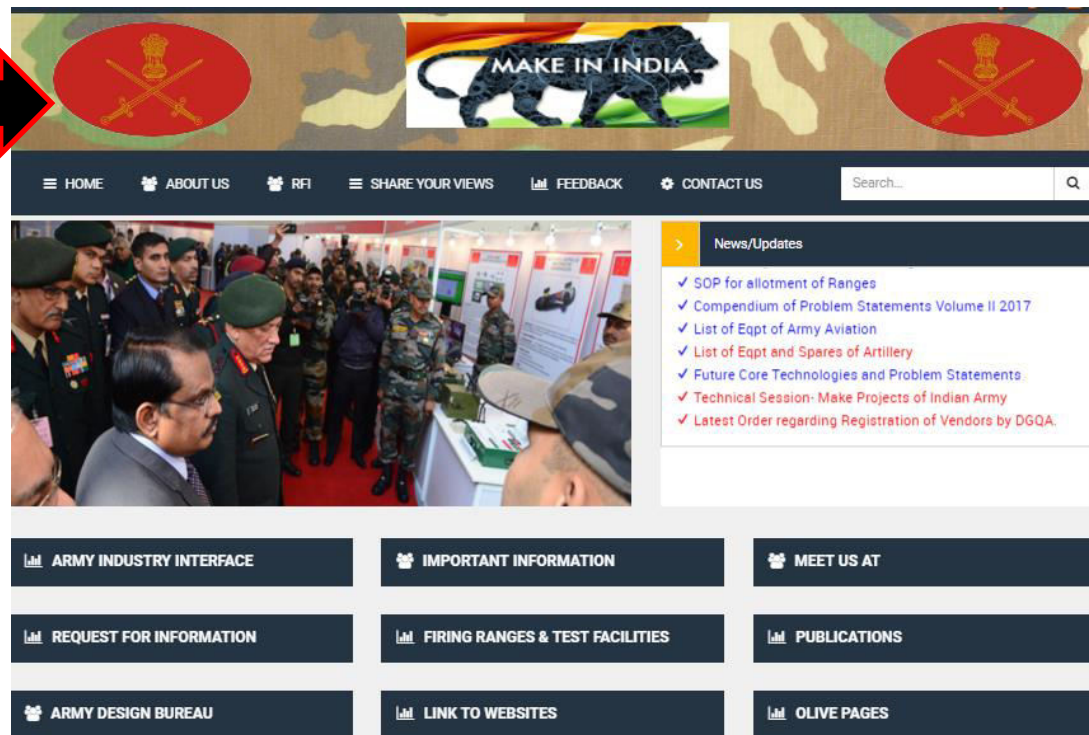 MAKE IN INDIA
HOME ABOUT US RFI SHARE YOUR VIEWS FEEDBACK CONTACT US Search...
News/Updates
SOP for allotment of Ranges
Compendium of Problem Statements Volume II 2017
List of Eqpt of Army Aviation
List of Eqpt and Spares of Artillery
Future Core Technologies and Problem Statements
Technical Session- Make Projects of Indian Army
Latest Order regarding Registration of Vendors by DGQA.
ARMY INDUSTRY INTERFACE IMPORTANT INFORMATION MEET US AT
REQUEST FOR INFORMATION FIRING RANGES & TEST FACILITIES PUBLICATIONS
ARMY DESIGN BUREAU LINK TO WEBSITES OLIVE PAGES